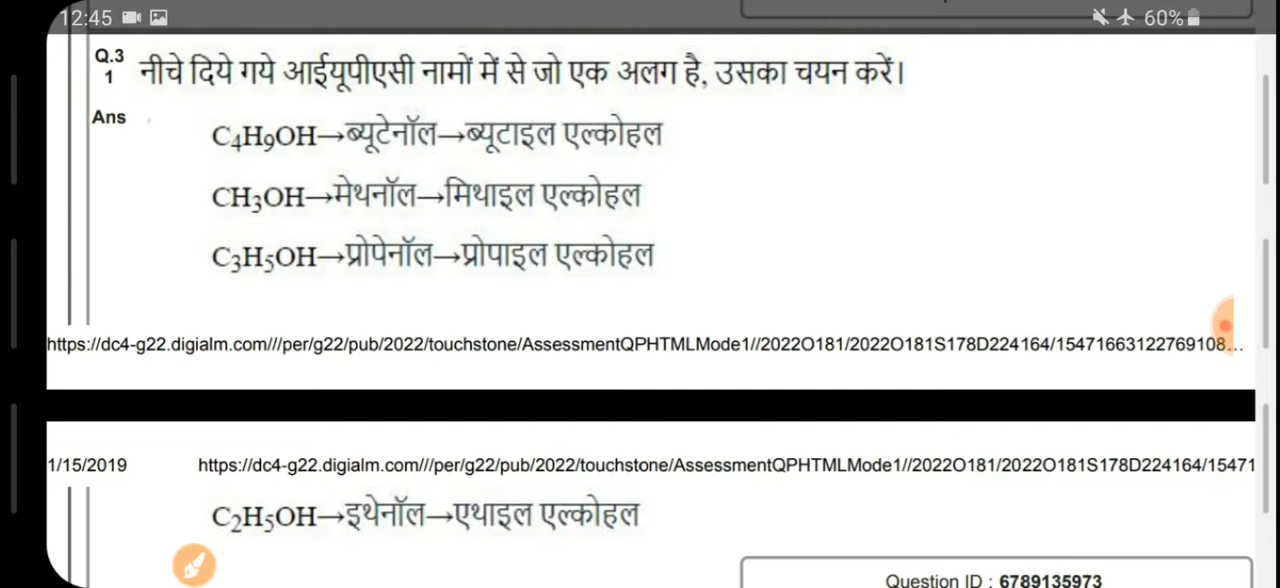 12:45
60%
Q.3
1
नीचे दिये गये आईयूपीएसी नामों में से जो एक अलग है, उसका चयन करें।
Ans
C₄H₉OH→ब्यूटेनॉल→ब्यूटाइल एल्कोहल
CH₃OH→मेथनॉल→मिथाइल एल्कोहल
C₃H₅OH→प्रोपेनॉल→प्रोपाइल एल्कोहल
https://dc4-g22.digialm.com///per/g22/pub/2022/touchstone/AssessmentQPHTMLMode1//2022O181/2022O181S178D224164/15471663122769108...
1/15/2019 https://dc4-g22.digialm.com///per/g22/pub/2022/touchstone/AssessmentQPHTMLMode1//2022O181/2022O181S178D224164/15471
C₂H₅OH→इथेनॉल→एथाइल एल्कोहल
Question ID : 6789135973